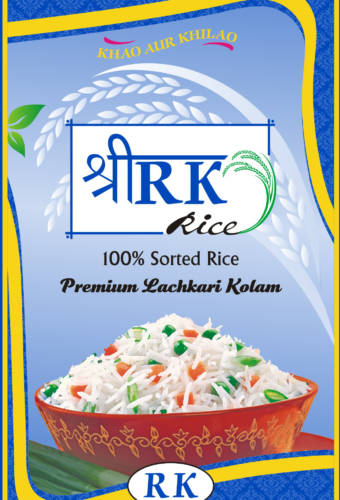 KHAO AUR KHILAO
श्री RK
Rice
100% Sorted Rice
Premium Lachkari Kolam
RK